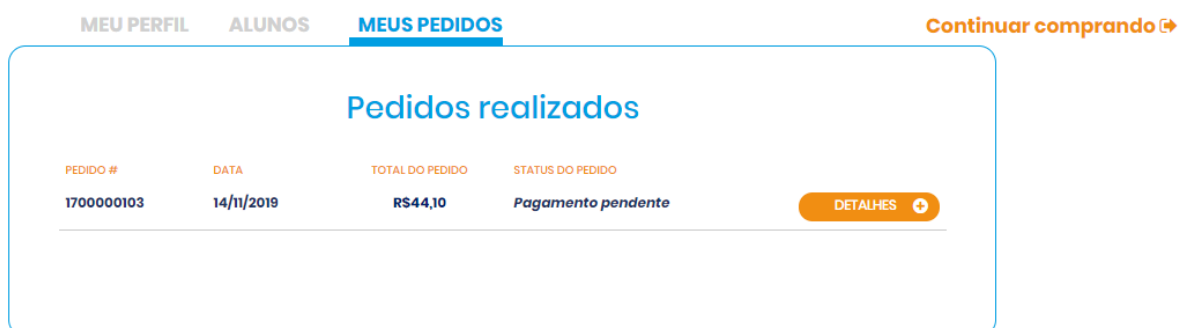 MEU PERFIL ALUNOS MEUS PEDIDOS Continuar comprando
Pedidos realizados
PEDIDO # DATA TOTAL DO PEDIDO STATUS DO PEDIDO
1700000103 14/11/2019 R$44,10 Pagamento pendente DETALHES